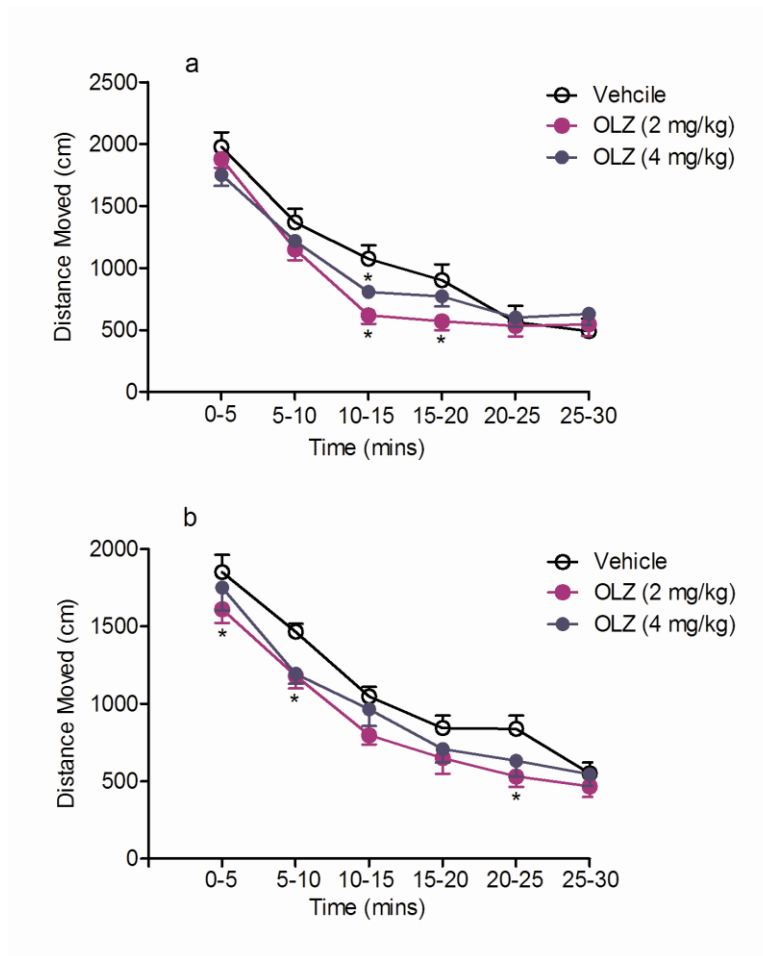 a
2500
2000
1500
1000
500
0
Distance Moved (cm)
Vehcile
OLZ (2 mg/kg)
OLZ (4 mg/kg)
*
*
*
0-5 5-10 10-15 15-20 20-25 25-30
Time (mins)
b
2000
1500
1000
500
0
Distance Moved (cm)
Vehicle
OLZ (2 mg/kg)
OLZ (4 mg/kg)
*
*
*
0-5 5-10 10-15 15-20 20-25 25-30
Time (mins)